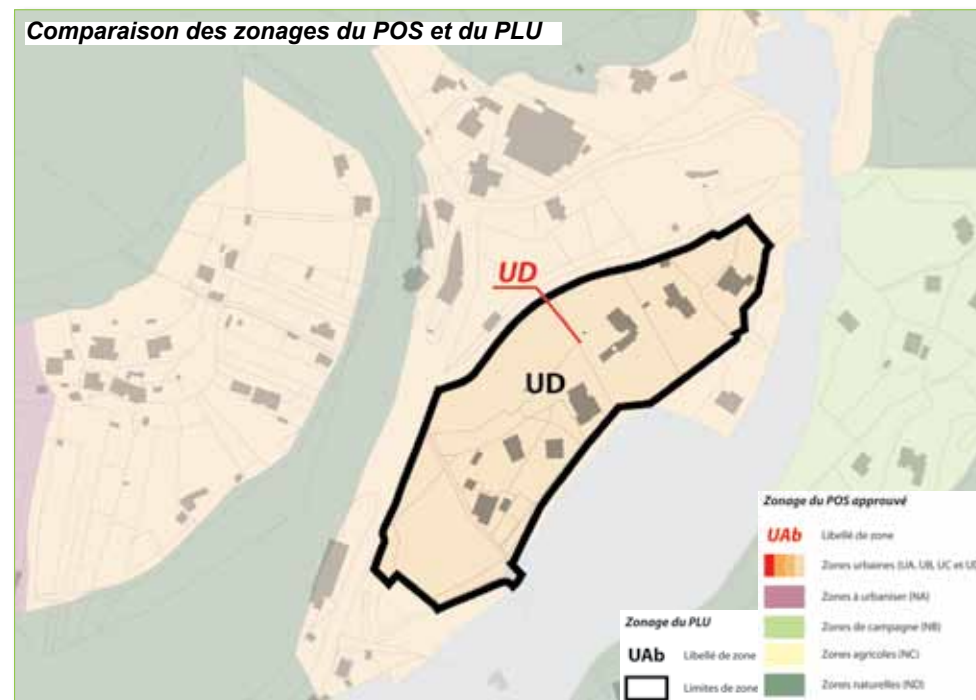 Comparaison des zonages du POS et du PLU
UD
UD
Zonage du POS approuvé
UAb Libellé de zone
Zones urbaines (UA, UB, UC et UD
Zones à urbaniser (NA)
Zones de campagne (NB)
Zones agricoles (NC)
Zones naturelles (ND)
Zonage du PLU
UAb Libellé de zone
Limites de zone